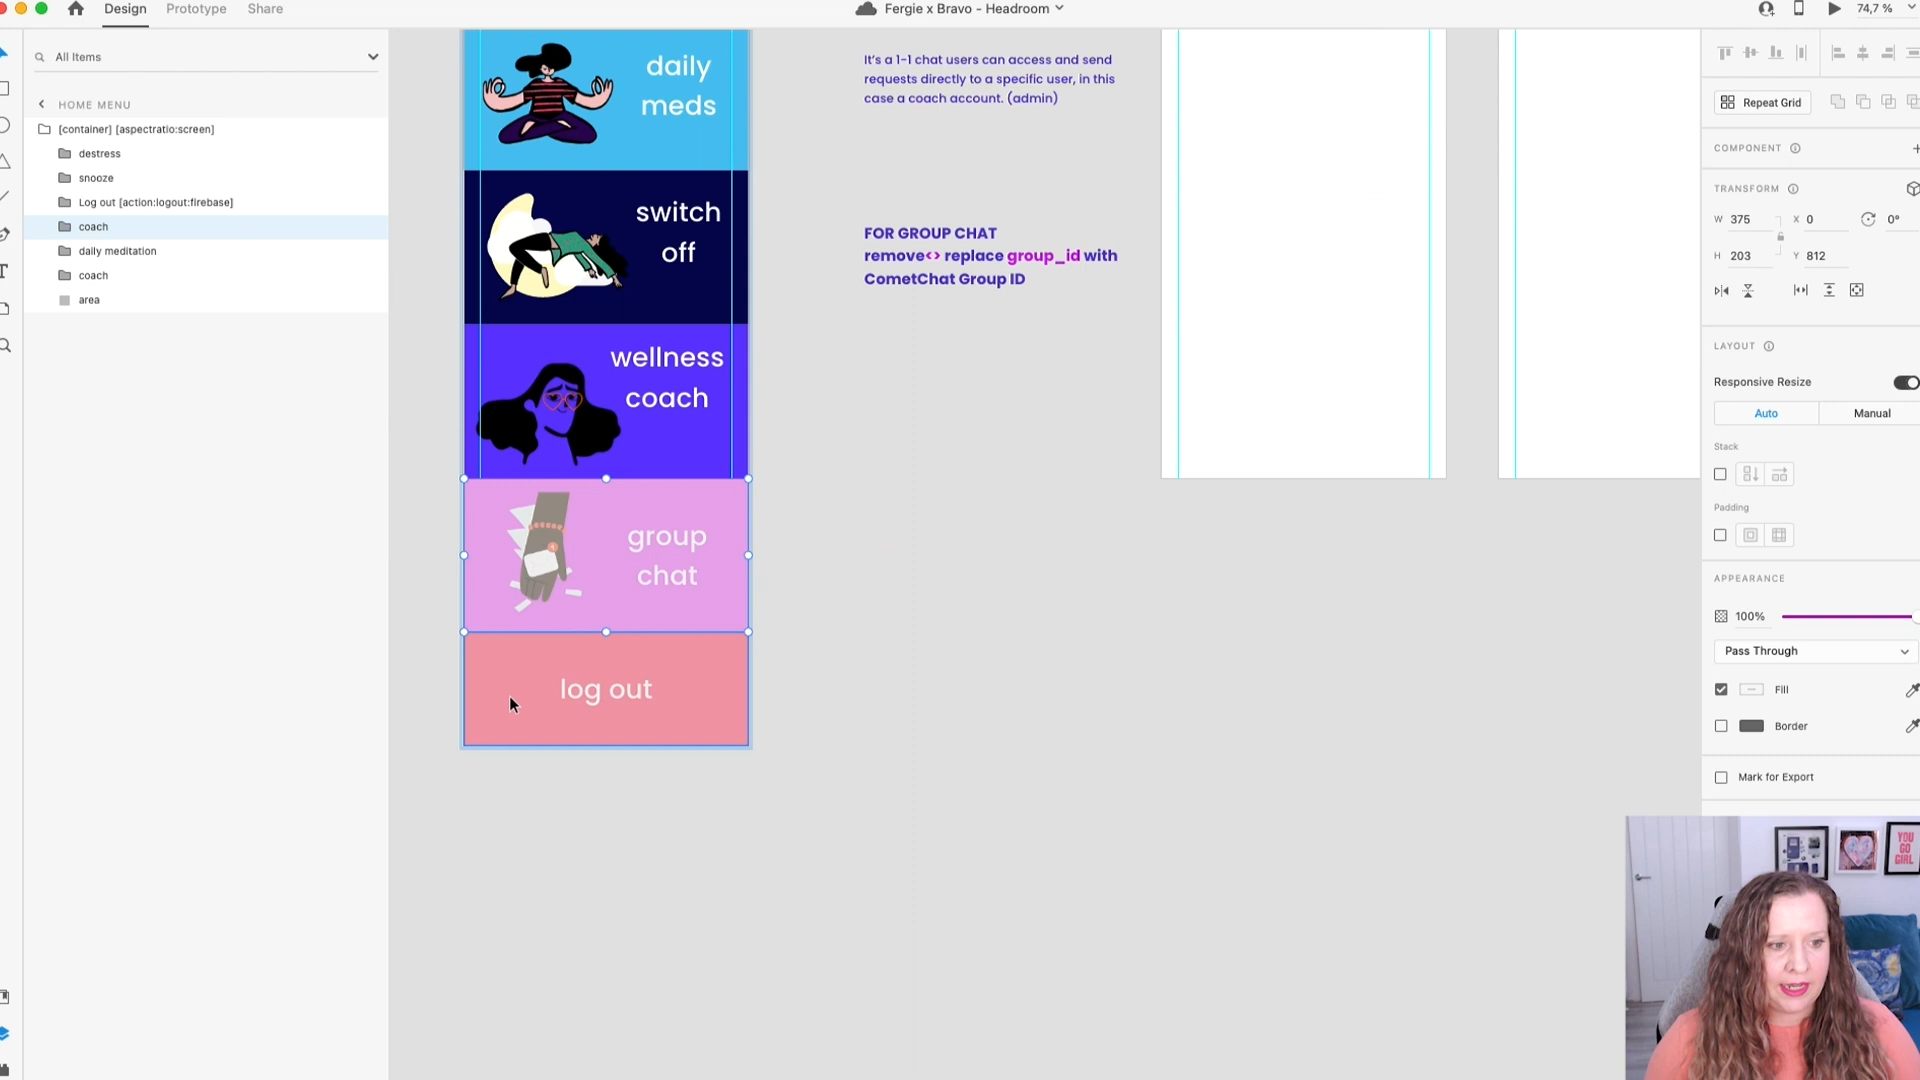 Design
Prototype
Share
Fergie x Bravo - Headroom
74,7 %
All Items
HOME MENU
[container] [aspectratio:screen]
destress
snooze
Log out [action:logout:firebase]
coach
daily meditation
coach
area
daily
meds
switch
off
wellness
coach
group
chat
log out
It's a 1-1 chat users can access and send
requests directly to a specific user, in this
case a coach account. (admin)
FOR GROUP CHAT
remove<> replace group_id with
CometChat Group ID
Repeat Grid
COMPONENT
TRANSFORM
W 375
X 0
0°
H 203
Y 812
LAYOUT
Responsive Resize
Auto
Manual
Stack
Padding
APPEARANCE
100%
Pass Through
Fill
Border
Mark for Export
YOU
GO
GIRL